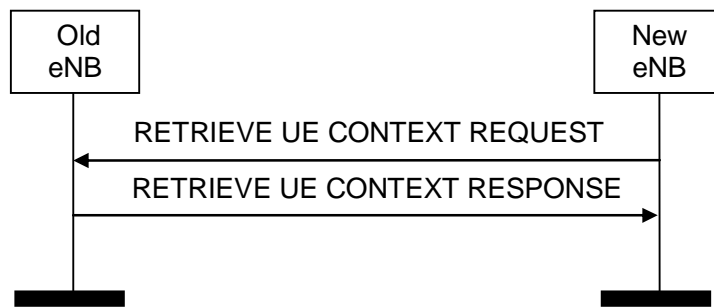 Old
eNB
New
eNB
RETRIEVE UE CONTEXT REQUEST
RETRIEVE UE CONTEXT RESPONSE